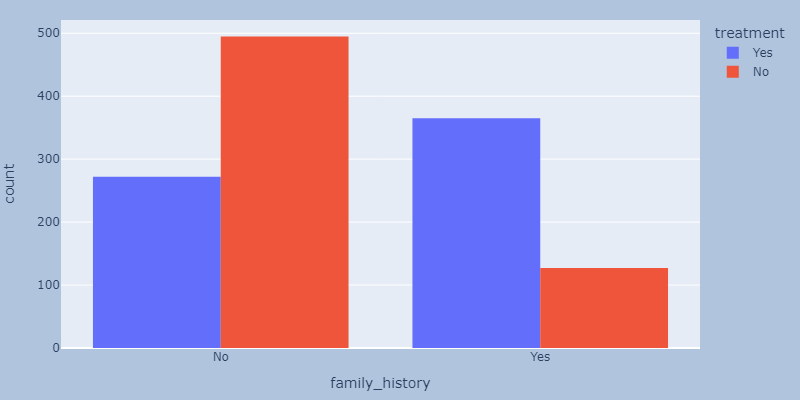 treatment
Yes
No
500
400
300
200
100
0
count
No
Yes
family_history